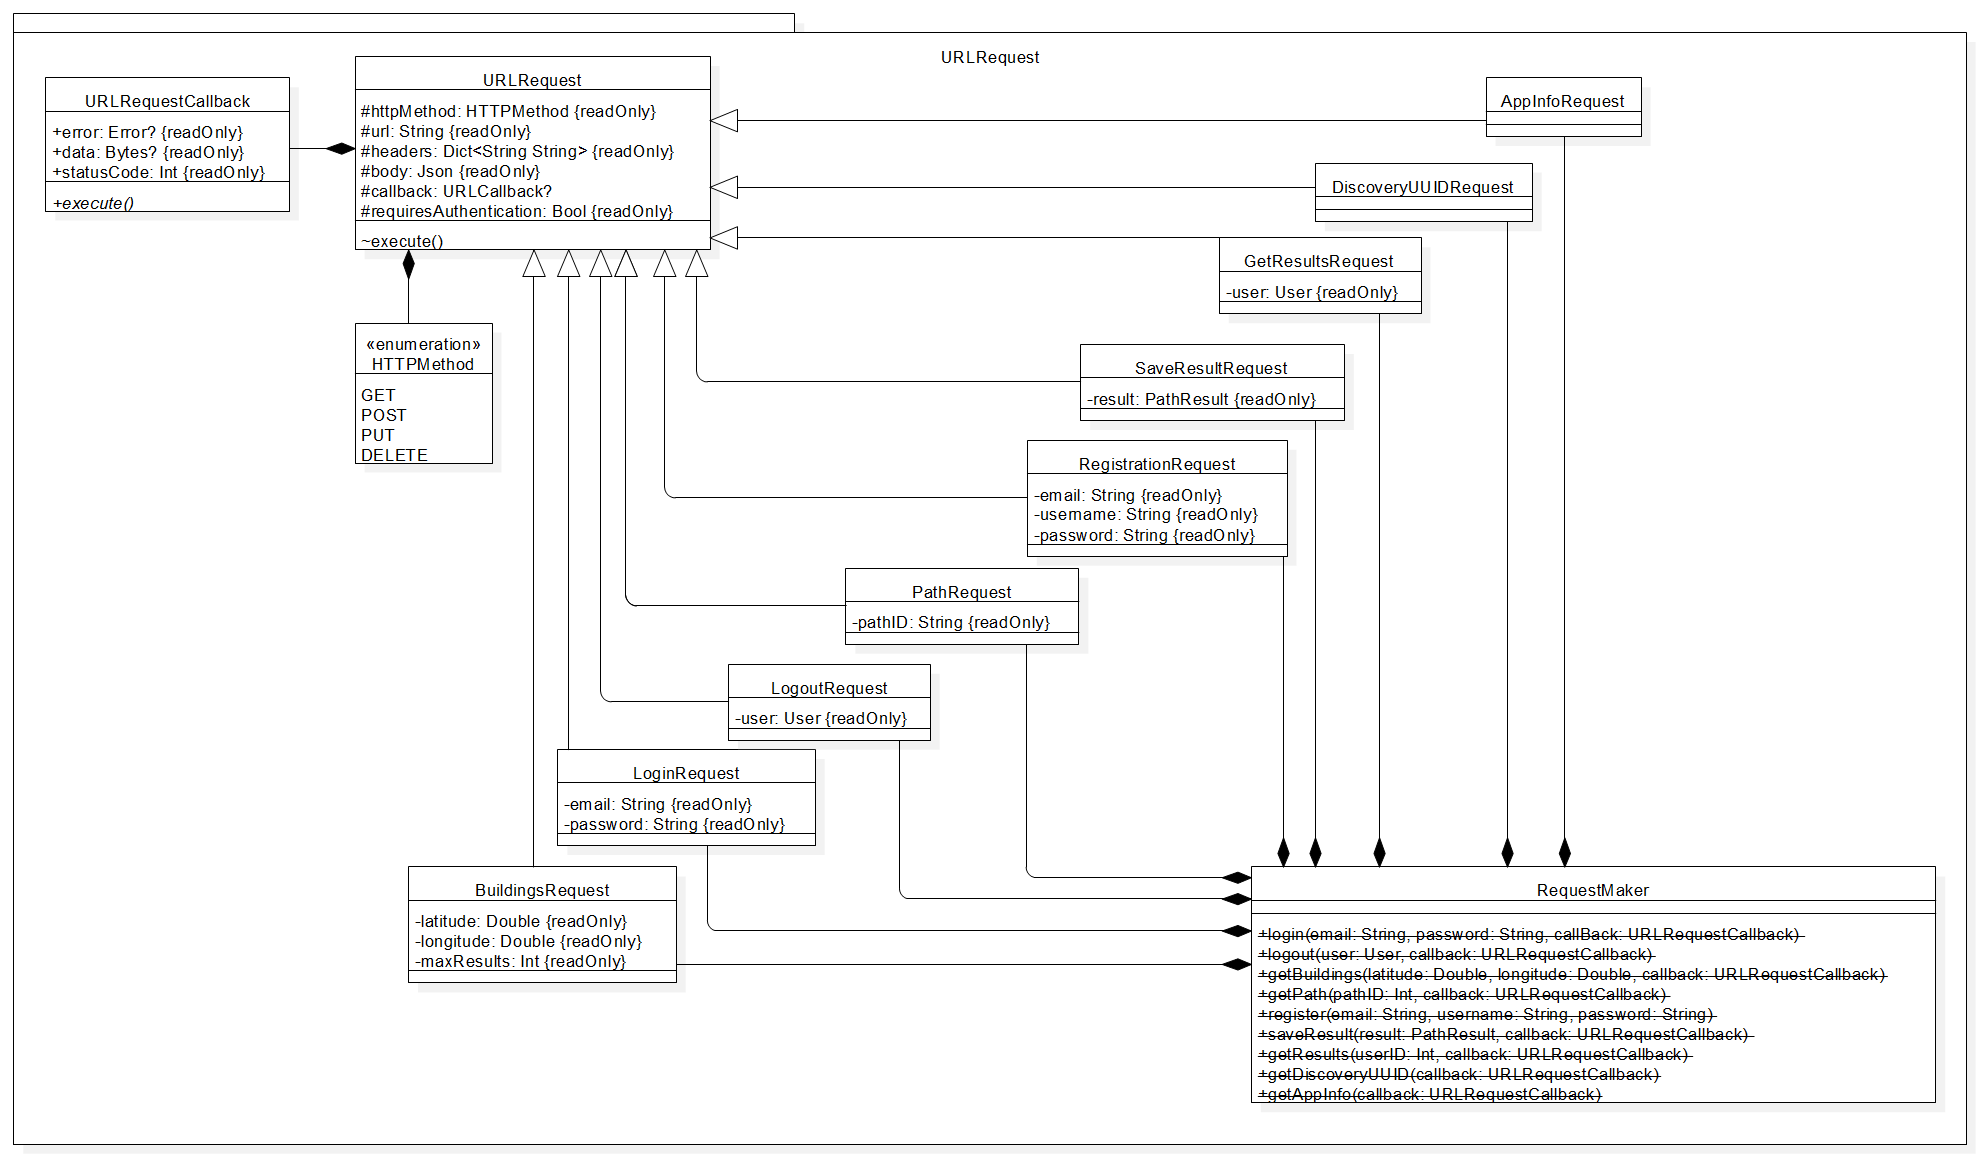 URLRequest
URLRequestCallback
+error: Error? {readOnly}
+data: Bytes? {readOnly}
+statusCode: Int {readOnly}
+execute()
URLRequest
#httpMethod: HTTPMethod {readOnly}
#url: String {readOnly}
#headers: Dict<String String> {readOnly}
#body: Json {readOnly}
#callback: URLCallback?
#requiresAuthentication: Bool {readOnly}
~execute()
AppInfoRequest
DiscoveryUUIDRequest
GetResultsRequest
-user: User {readOnly}
«enumeration»
HTTPMethod
GET
POST
PUT
DELETE
SaveResultRequest
-result: PathResult {readOnly}
RegistrationRequest
-email: String {readOnly}
-username: String {readOnly}
-password: String {readOnly}
PathRequest
-pathID: String {readOnly}
LogoutRequest
-user: User {readOnly}
LoginRequest
-email: String {readOnly}
-password: String {readOnly}
BuildingsRequest
-latitude: Double {readOnly}
-longitude: Double {readOnly}
-maxResults: Int {readOnly}
RequestMaker
+login(email: String, password: String, callBack: URLRequestCallback)
+logout(user: User, callback: URLRequestCallback)
+getBuildings(latitude: Double, longitude: Double, callback: URLRequestCallback)
+getPath(pathID: Int, callback: URLRequestCallback)
+register(email: String, username: String, password: String)
+saveResult(result: PathResult, callback: URLRequestCallback)
+getResults(userID: Int, callback: URLRequestCallback)
+getDiscoveryUUID(callback: URLRequestCallback)
+getAppInfo(callback: URLRequestCallback)